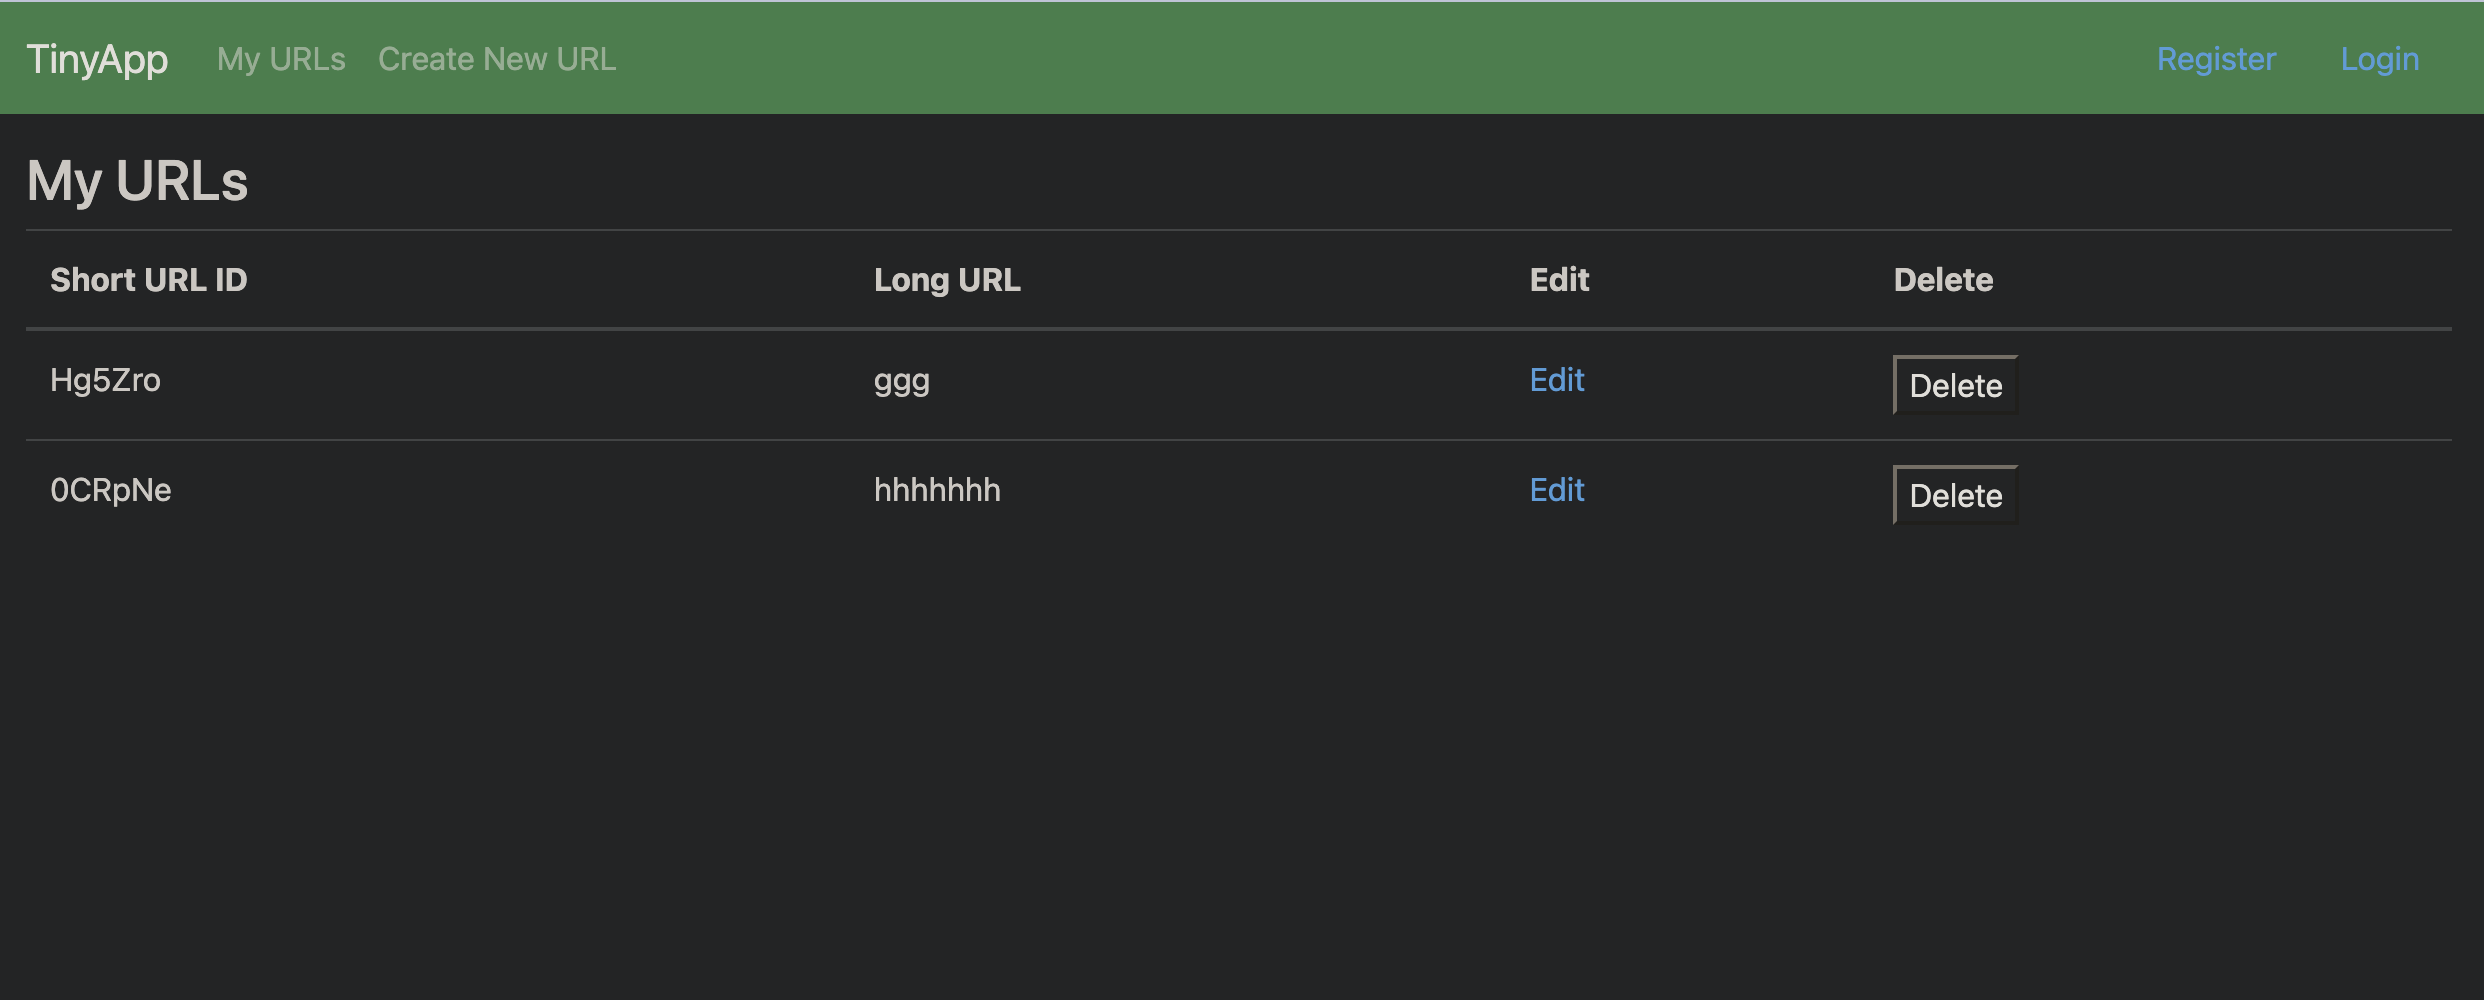 TinyApp My URLs Create New URL Register Login
My URLs
Short URL ID Long URL Edit Delete
Hg5Zro ggg Edit Delete
0CRpNe hhhhhhh Edit Delete